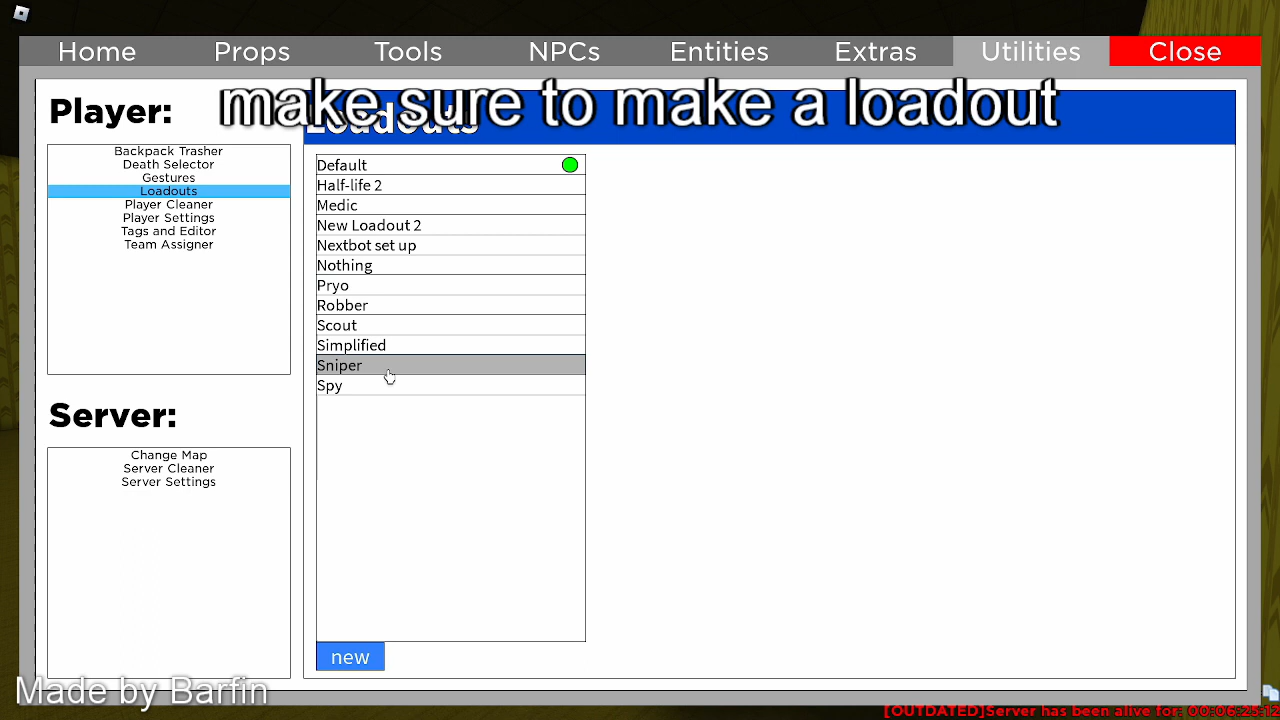 Home Props Tools NPCs Entities Extras Utilities Close
make sure to make a loadout
Player:
Loadouts
Backpack Trasher
Death Selector
Gestures
Loadouts
Player Cleaner
Player Settings
Tags and Editor
Team Assigner
Default
Half-life 2
Medic
New Loadout 2
Nextbot set up
Nothing
Pryo
Robber
Scout
Simplified
Sniper
Spy
Server:
Change Map
Server Cleaner
Server Settings
new
Made by Barfin
[OUTDATED]Server has been alive for: 00:06:25:12